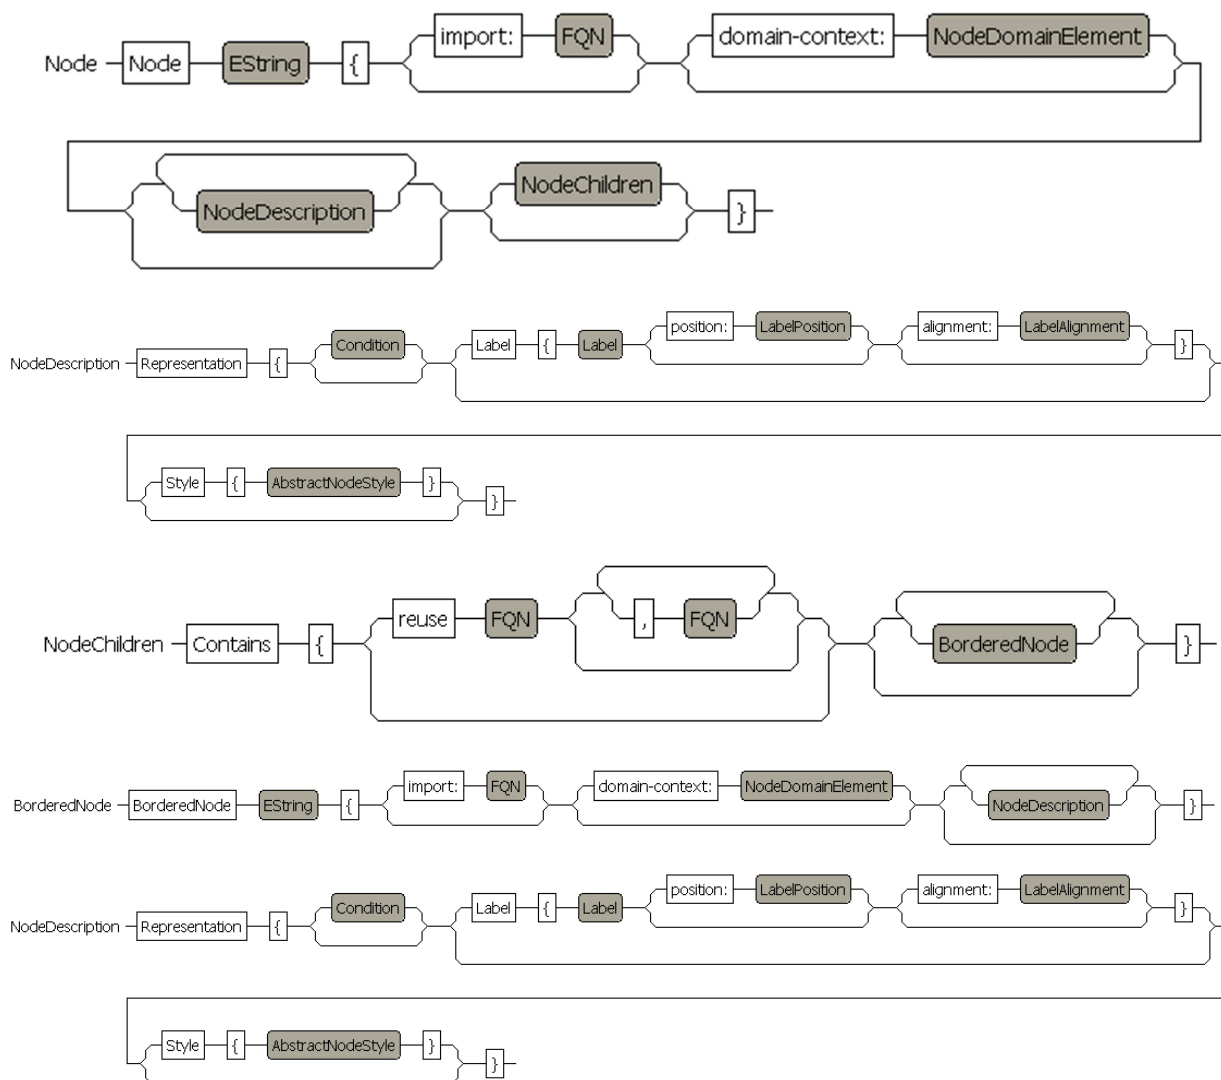 Node Node EString { import: FQN domain-context: NodeDomainElement
NodeDescription NodeChildren }
NodeDescription Representation { Condition Label { Label position: LabelPosition alignment: LabelAlignment }
Style { AbstractNodeStyle } }
NodeChildren Contains { reuse FQN , FQN BorderedNode }
BorderedNode BorderedNode EString { import: FQN domain-context: NodeDomainElement NodeDescription }
NodeDescription Representation { Condition Label { Label position: LabelPosition alignment: LabelAlignment }
Style { AbstractNodeStyle } }